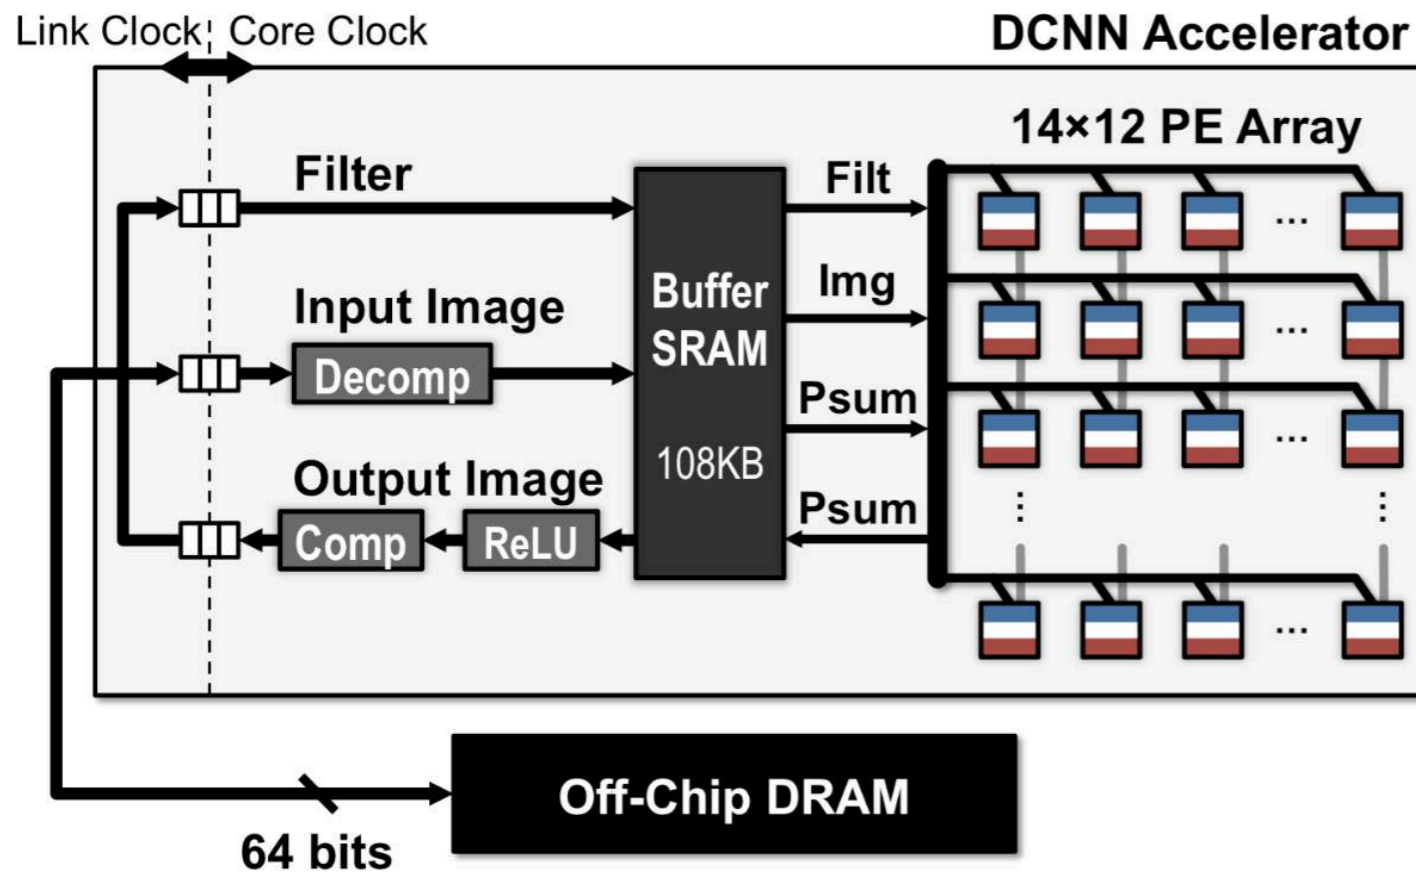 Link Clock Core Clock
DCNN Accelerator
14×12 PE Array
Filter
Filt
Input Image
Img
Buffer
SRAM
Decomp
Psum
108KB
Output Image
Psum
Comp
ReLU
...
...
...
...
...
...
Off-Chip DRAM
64 bits